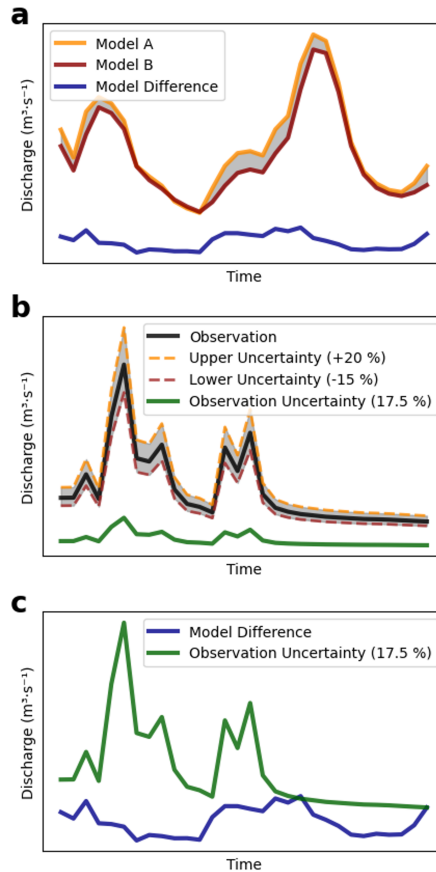 a
Model A
Model B
Model Difference
Discharge (m³·s⁻¹)
Time
b
Observation
Upper Uncertainty (+20 %)
Lower Uncertainty (-15 %)
Observation Uncertainty (17.5 %)
Discharge (m³·s⁻¹)
Time
c
Model Difference
Observation Uncertainty (17.5 %)
Discharge (m³·s⁻¹)
Time